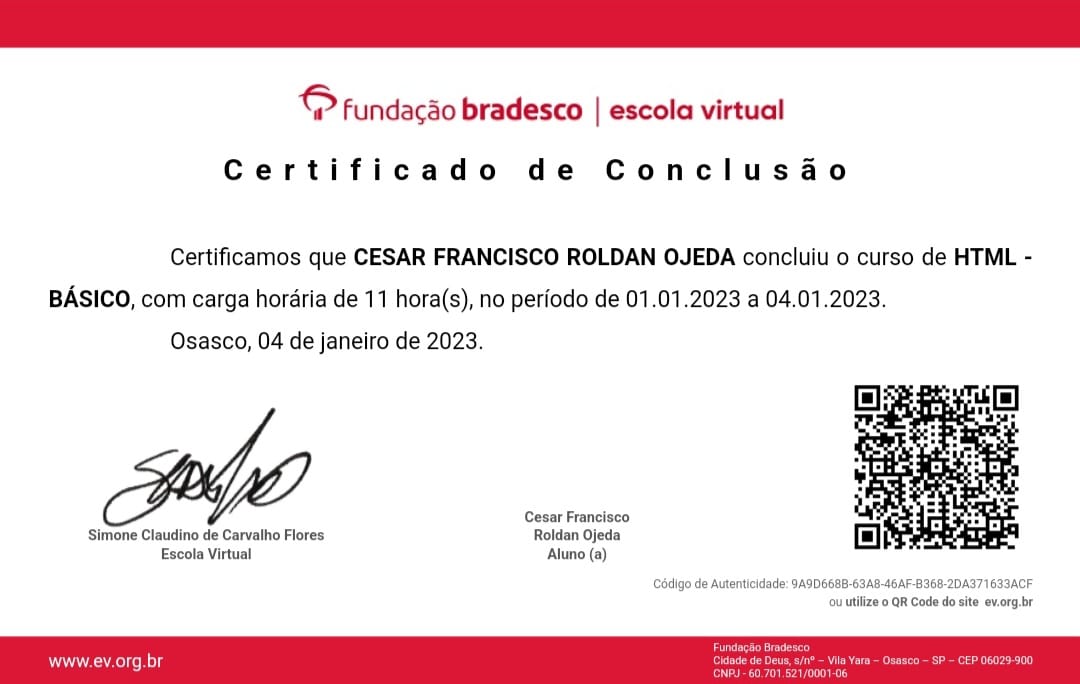 fundação bradesco | escola virtual
Certificado de Conclusão
Certificamos que CESAR FRANCISCO ROLDAN OJEDA concluiu o curso de HTML -
BÁSICO, com carga horária de 11 hora(s), no período de 01.01.2023 a 04.01.2023.
Osasco, 04 de janeiro de 2023.
Simone Claudino de Carvalho Flores
Escola Virtual
Cesar Francisco
Roldan Ojeda
Aluno (a)
Código de Autenticidade: 9A9D668B-63A8-46AF-B368-2DA371633ACF
ou utilize o QR Code do site ev.org.br
www.ev.org.br
Fundação Bradesco
Cidade de Deus, s/nº – Vila Yara – Osasco – SP – CEP 06029-900
CNPJ - 60.701.521/0001-06